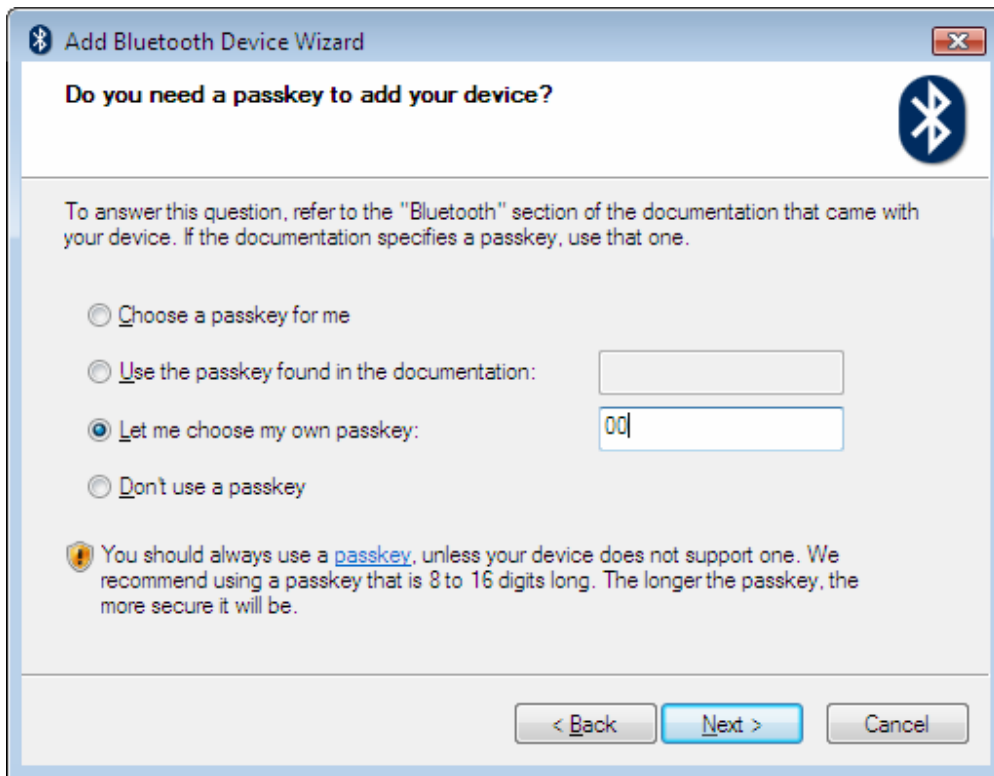 Add Bluetooth Device Wizard
Do you need a passkey to add your device?
To answer this question, refer to the "Bluetooth" section of the documentation that came with
your device. If the documentation specifies a passkey, use that one.
Choose a passkey for me
Use the passkey found in the documentation:
Let me choose my own passkey: 00
Don't use a passkey
You should always use a passkey, unless your device does not support one. We
recommend using a passkey that is 8 to 16 digits long. The longer the passkey, the
more secure it will be.
< Back Next > Cancel